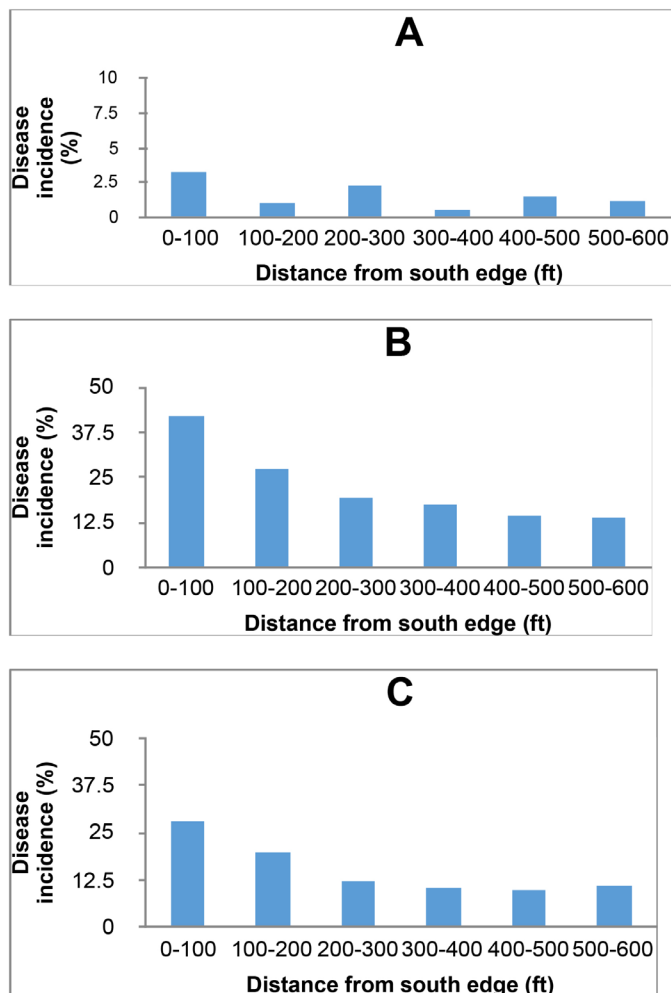 A
10
7.5
5
2.5
0
Disease
incidence
(%)
0-100 100-200 200-300 300-400 400-500 500-600
Distance from south edge (ft)
B
50
37.5
25
12.5
0
Disease
incidence (%)
0-100 100-200 200-300 300-400 400-500 500-600
Distance from south edge (ft)
C
50
37.5
25
12.5
0
Disease
incidence (%)
0-100 100-200 200-300 300-400 400-500 500-600
Distance from south edge (ft)